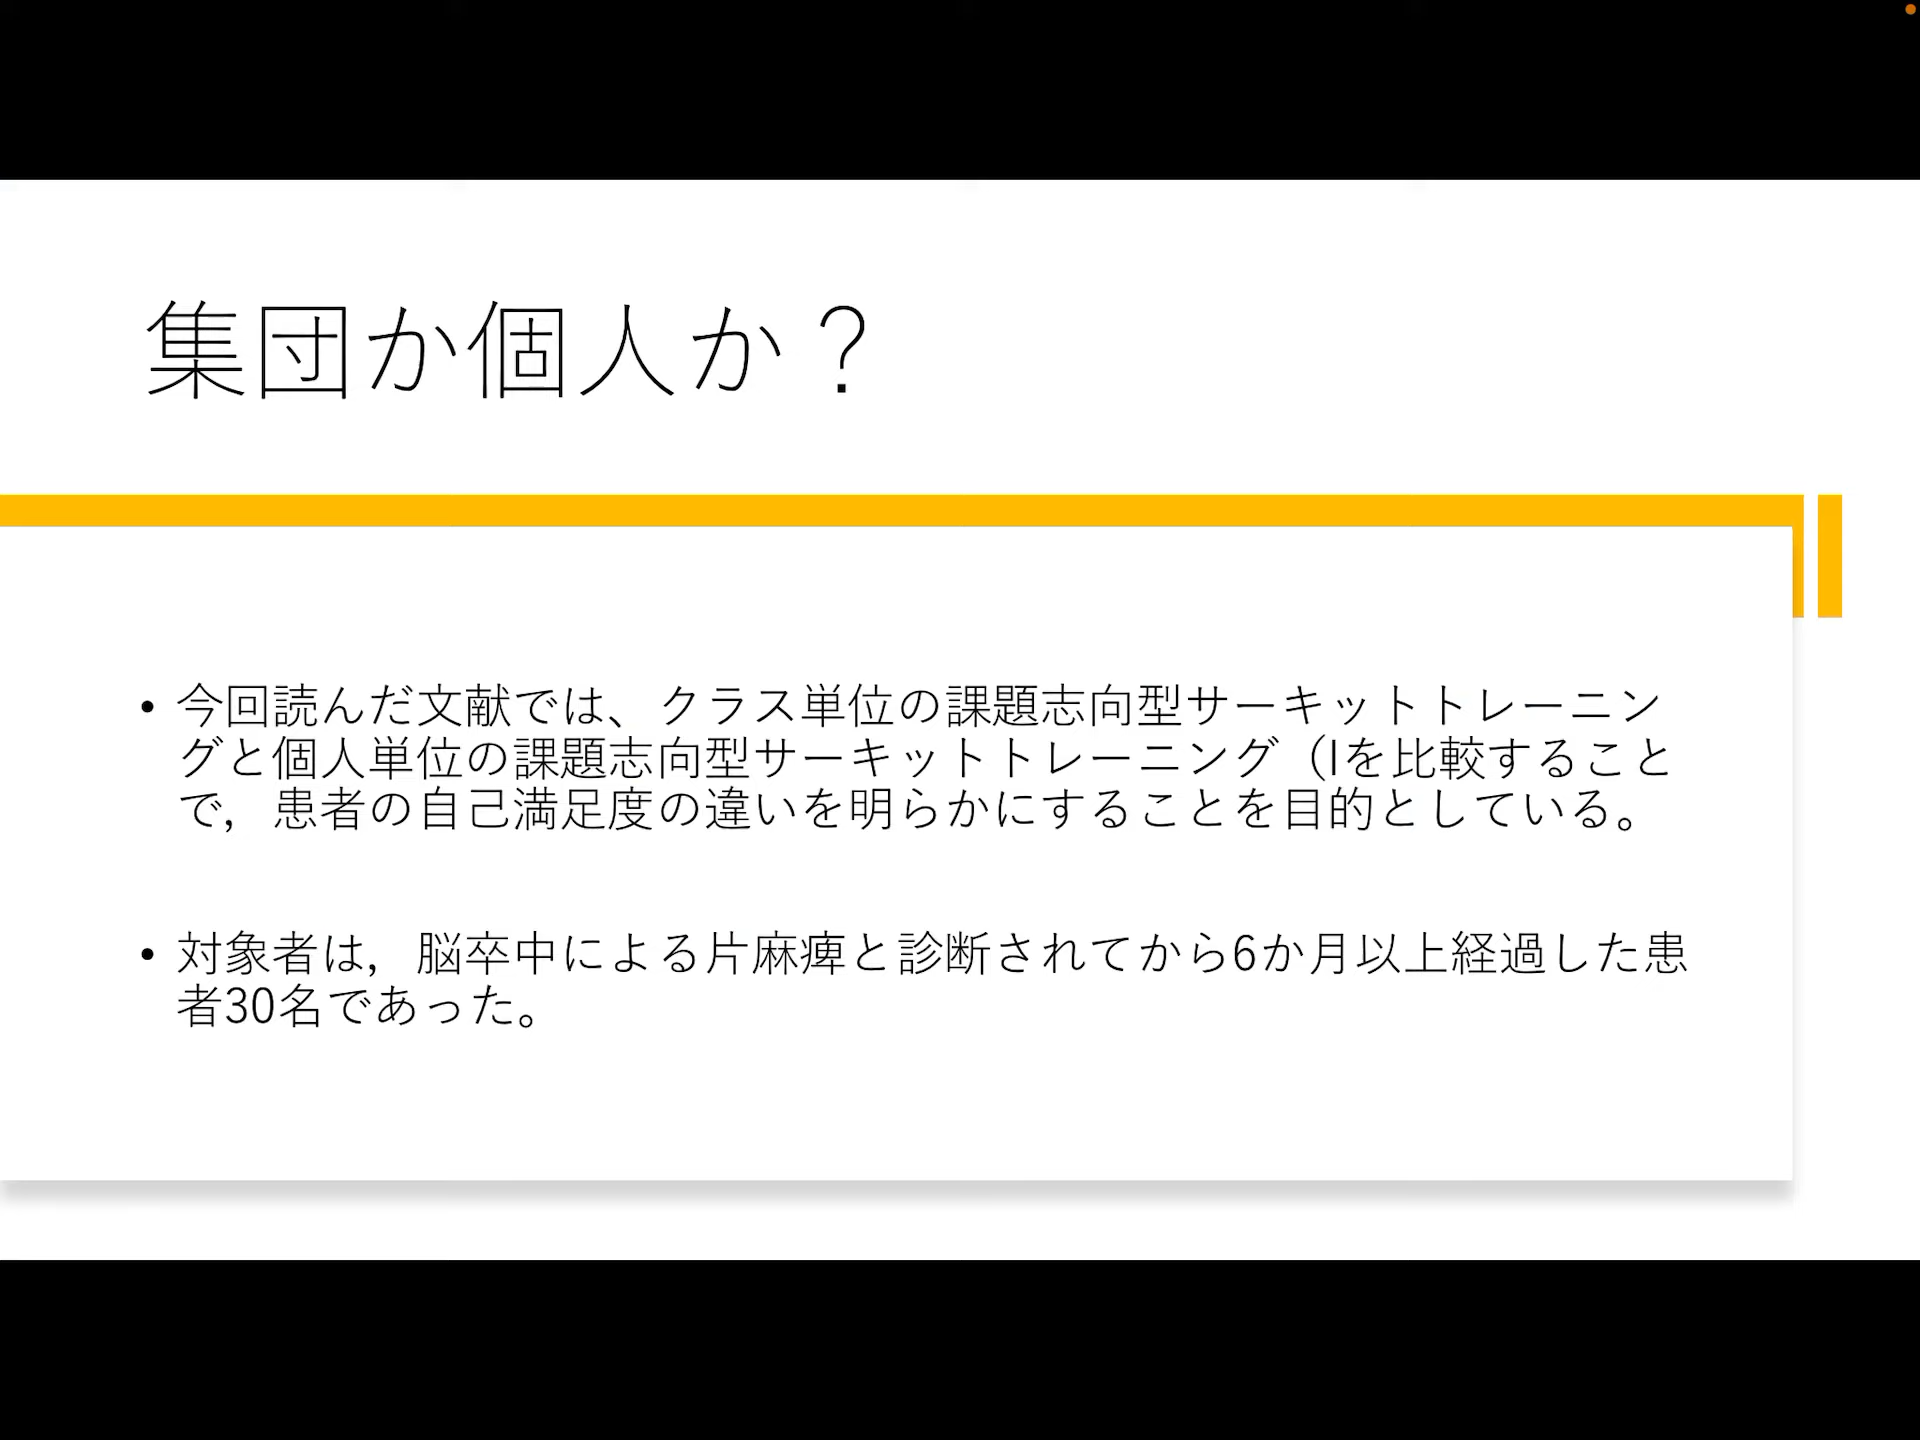 集団か個人か？
• 今回読んだ文献では、クラス単位の課題志向型サーキットトレーニン
グと個人単位の課題志向型サーキットトレーニング（Iを比較すること
で，患者の自己満足度の違いを明らかにすることを目的としている。
• 対象者は，脳卒中による片麻痺と診断されてから6か月以上経過した患
者30名であった。